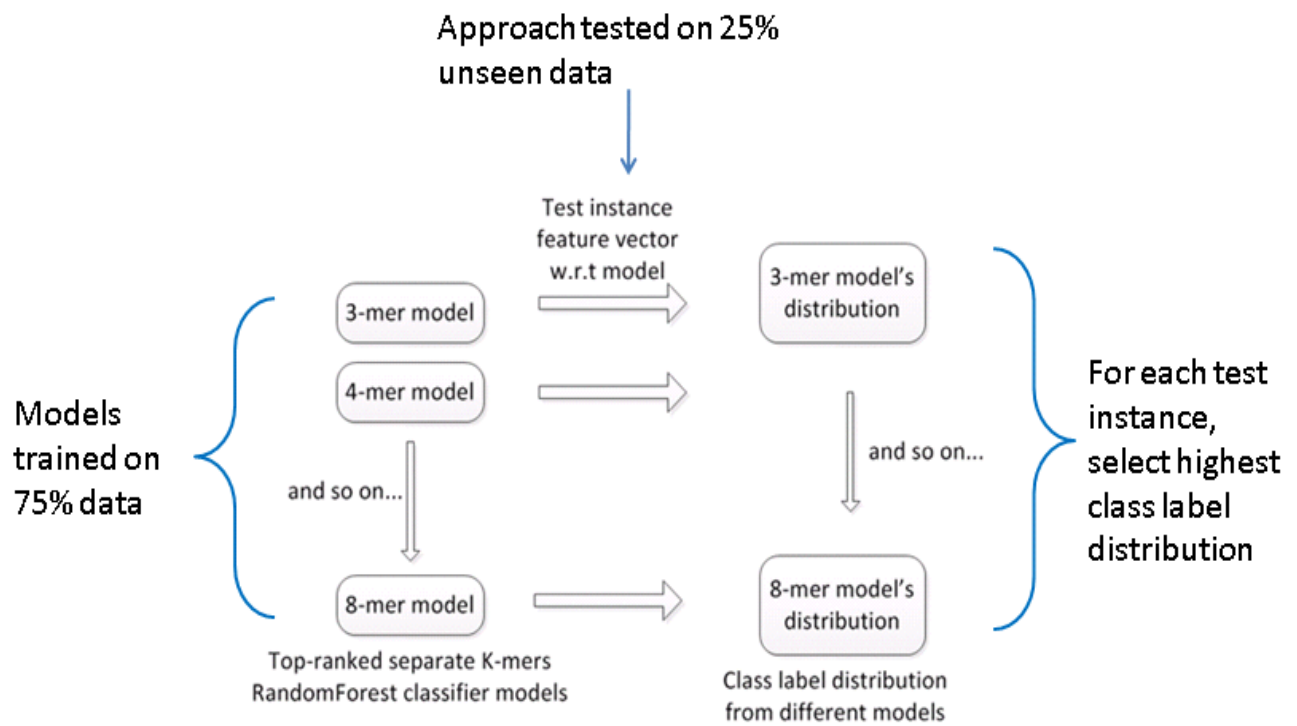 Approach tested on 25%
unseen data
Test instance
feature vector
w.r.t model
3-mer model
4-mer model
and so on...
8-mer model
Top-ranked separate K-mers
RandomForest classifier models
Models
trained on
75% data
3-mer model's
distribution
and so on...
8-mer model's
distribution
Class label distribution
from different models
For each test
instance,
select highest
class label
distribution